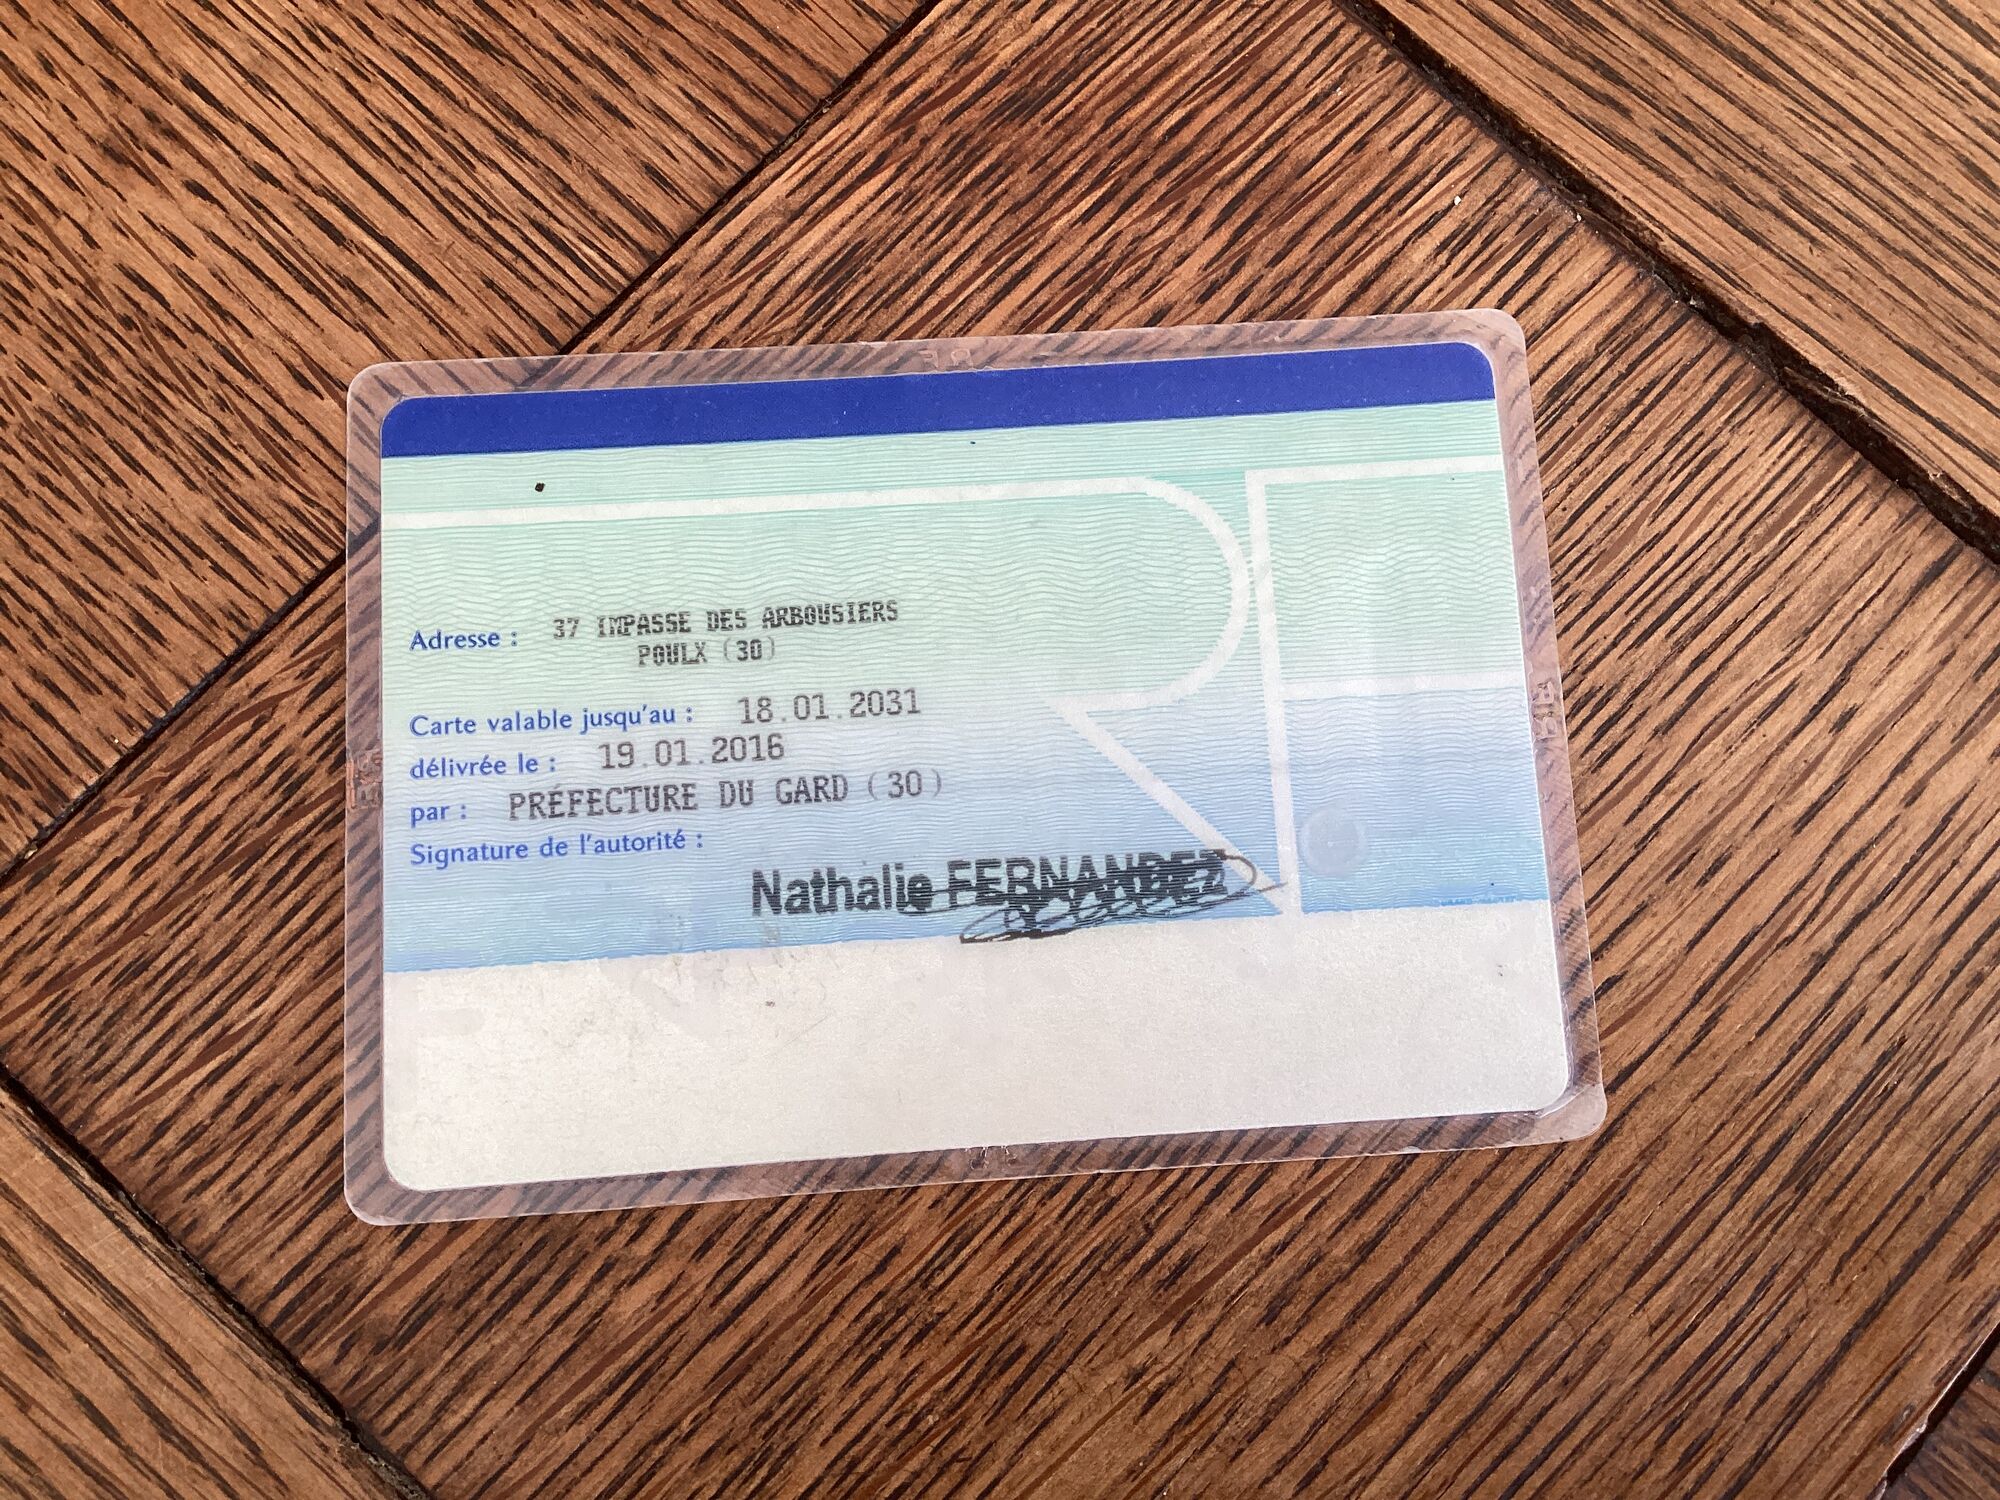 Adresse : 37 IMPASSE DES ARBOUSIERS
POULX (30)
Carte valable jusqu'au : 18.01.2031
délivrée le : 19.01.2016
par : PRÉFECTURE DU GARD (30)
Signature de l'autorité :
Nathalie FERNANDEZ
RF